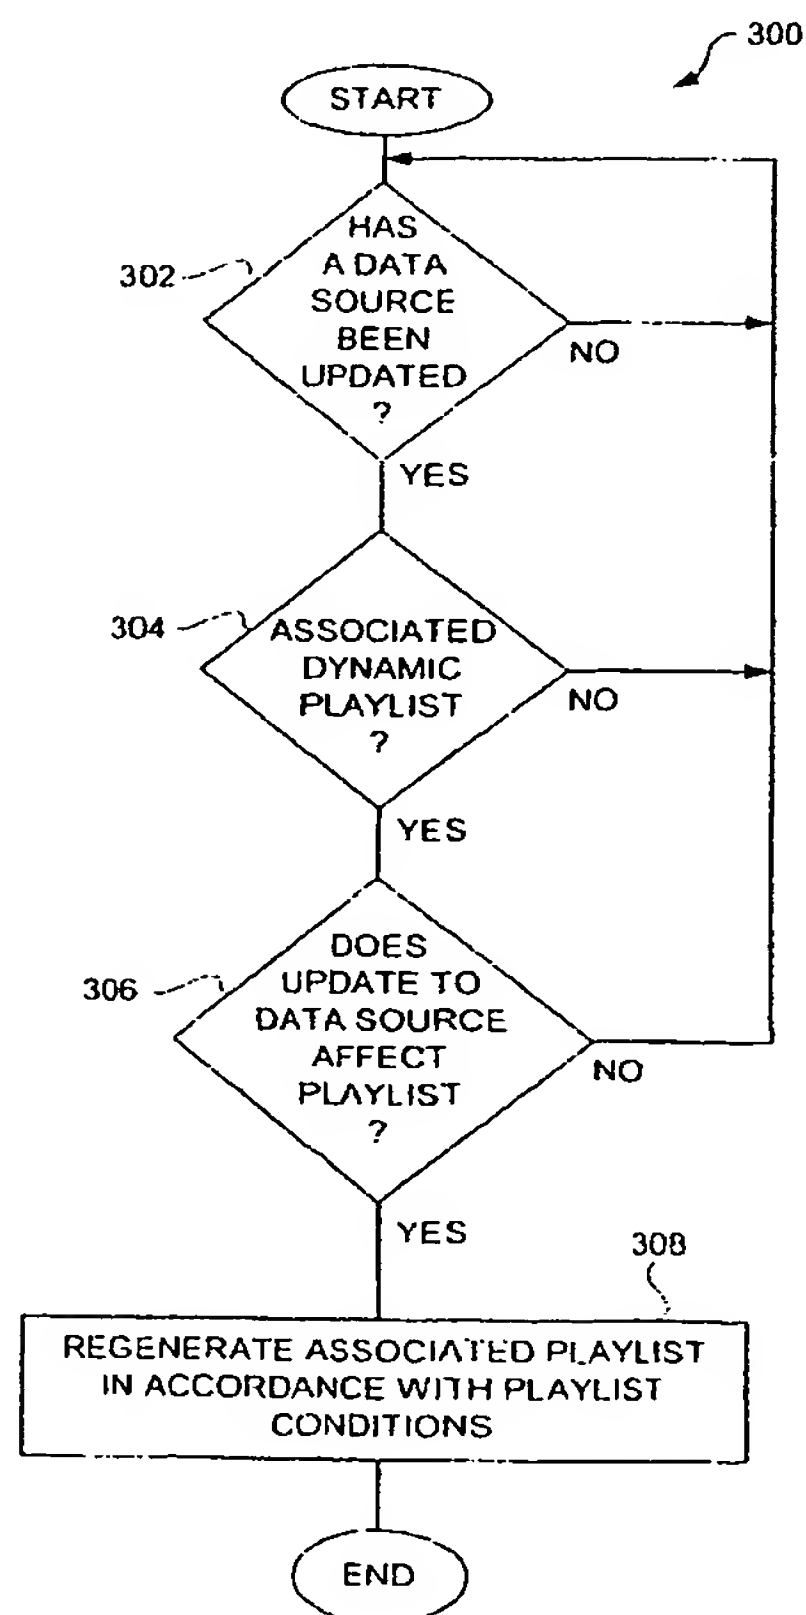 300
START
302
HAS
A DATA
SOURCE
BEEN
UPDATED
?
NO
YES
304
ASSOCIATED
DYNAMIC
PLAYLIST
?
NO
YES
306
DOES
UPDATE TO
DATA SOURCE
AFFECT
PLAYLIST
?
NO
YES
308
REGENERATE ASSOCIATED PLAYLIST
IN ACCORDANCE WITH PLAYLIST
CONDITIONS
END